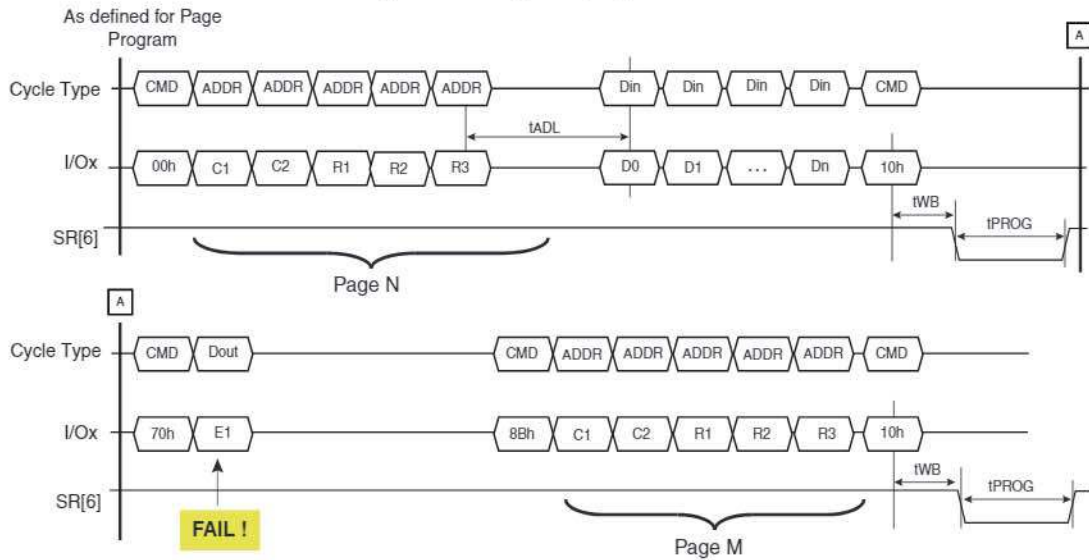 As defined for Page
Program
A
Cycle Type CMD ADDR ADDR ADDR ADDR ADDR Din Din Din Din CMD
tADL
I/Ox 00h C1 C2 R1 R2 R3 D0 D1 ... Dn 10h
tWB
tPROG
SR[6]
Page N
A
Cycle Type CMD Dout CMD ADDR ADDR ADDR ADDR ADDR CMD
I/Ox 70h E1 8Bh C1 C2 R1 R2 R3 10h
tWB
tPROG
SR[6]
FAIL !
Page M